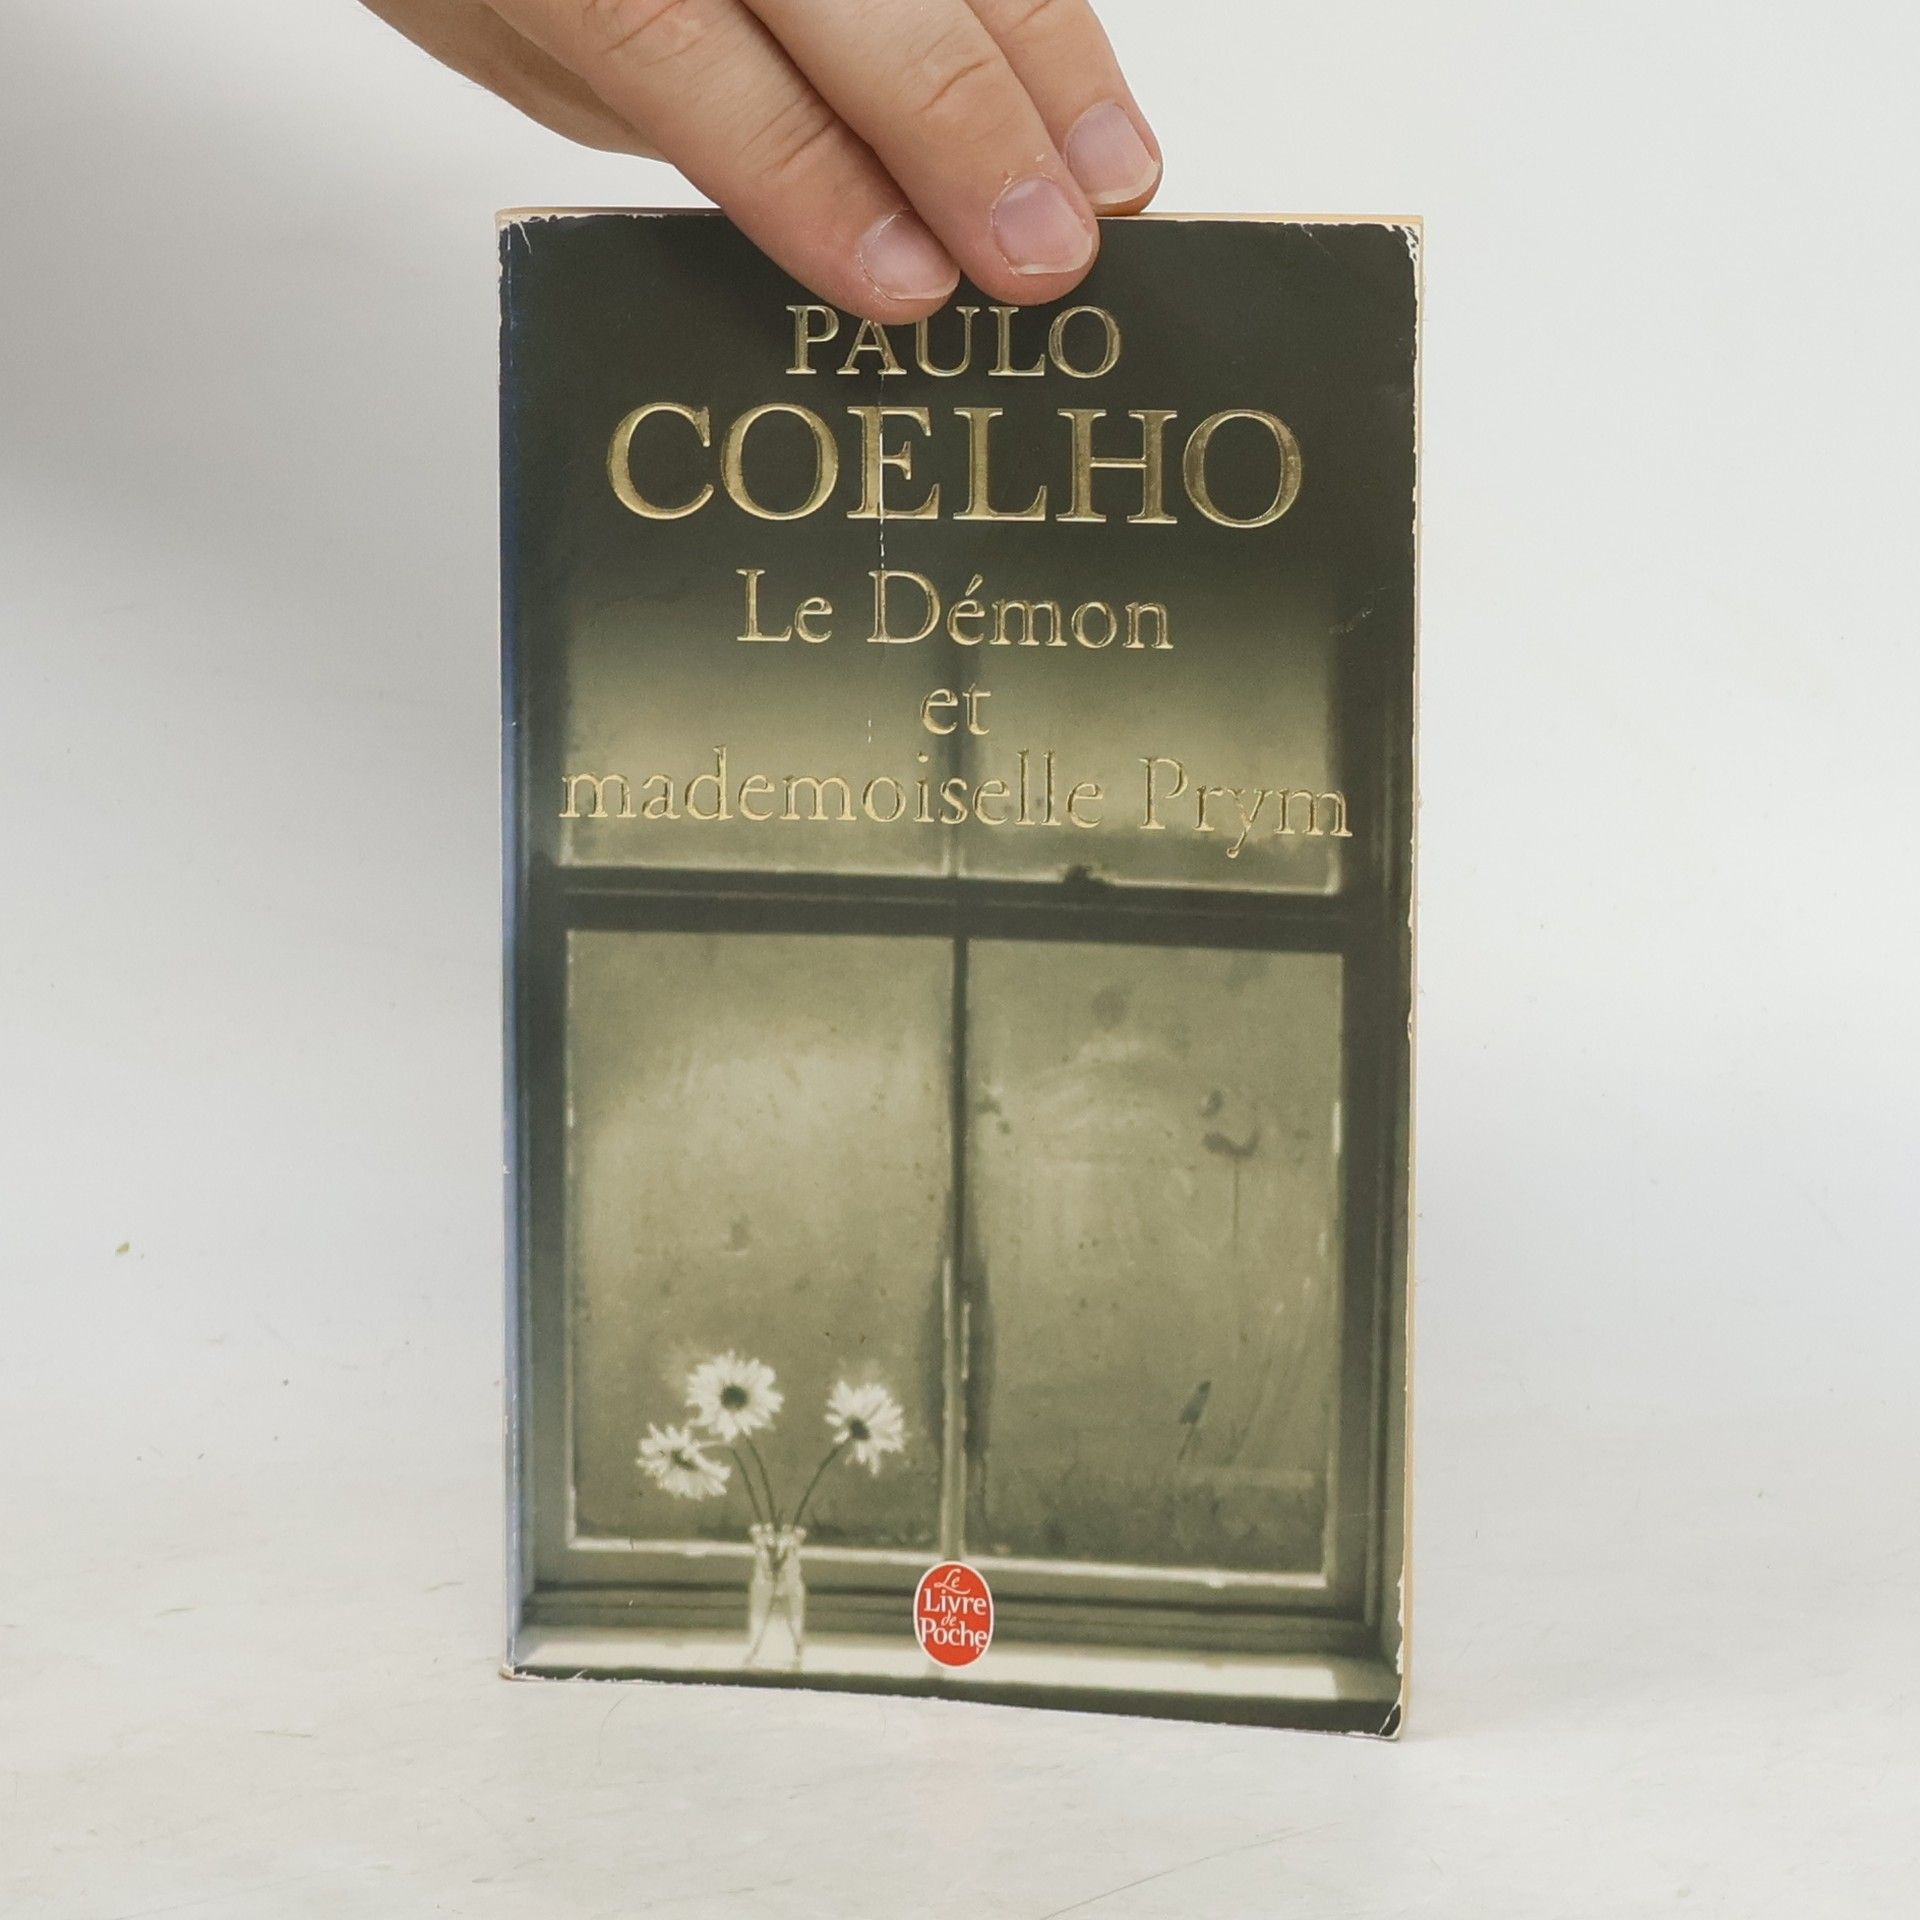 PAULO
COELHO
Le Démon
et
mademoiselle Prym
Le
Livre
de
Poche